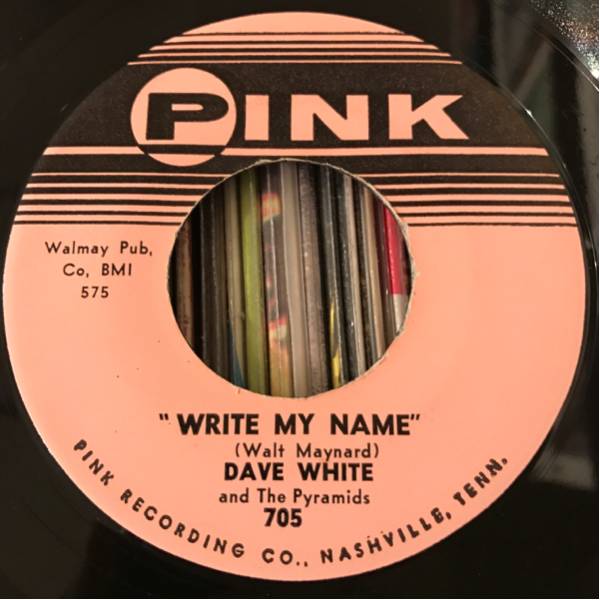 PINK
Walmay Pub,
Co, BMI
575
"WRITE MY NAME"
(Walt Maynard)
DAVE WHITE
and The Pyramids
705
PINK RECORDING CO., NASHVILLE, TENN.